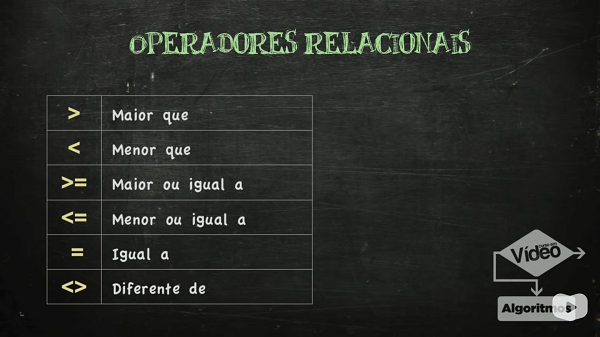 OPERADORES RELACIONAIS
> Maior que
< Menor que
>= Maior ou igual a
<= Menor ou igual a
= Igual a
<> Diferente de
Vídeo
Algoritmos